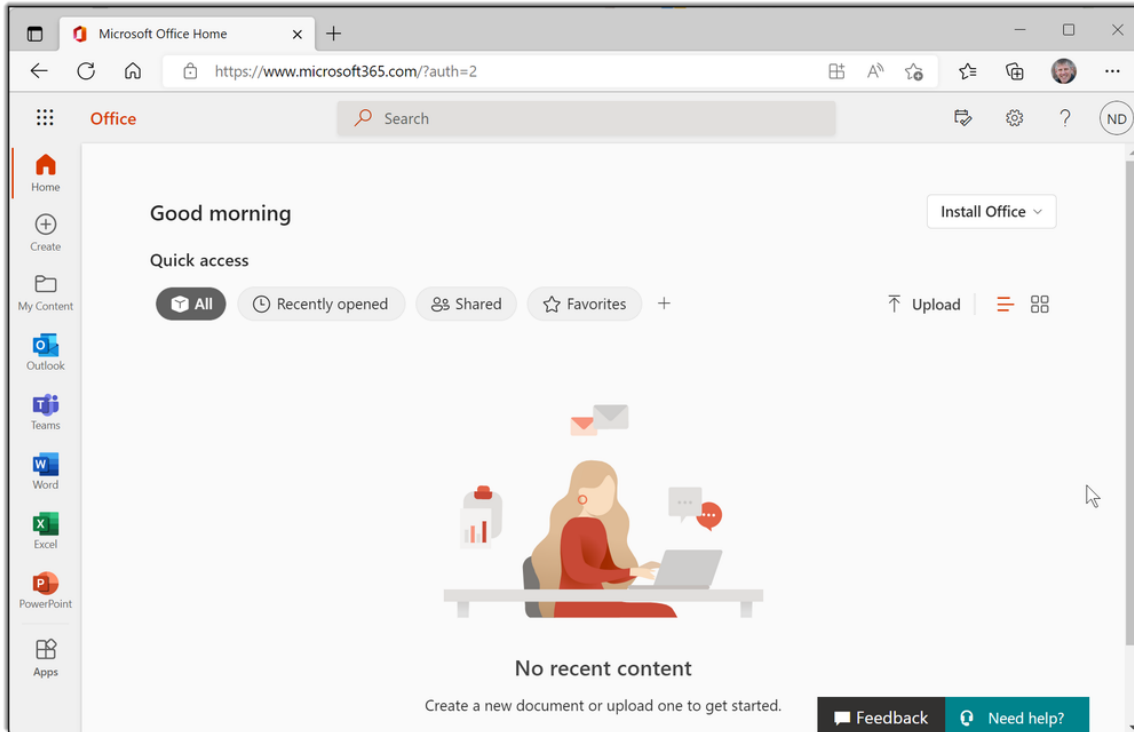 Microsoft Office Home
https://www.microsoft365.com/?auth=2
Office
Search
ND
Home
Create
My Content
Outlook
Teams
Word
Excel
PowerPoint
Apps
Good morning
Install Office
Quick access
All
Recently opened
Shared
Favorites
Upload
No recent content
Create a new document or upload one to get started.
Feedback
Need help?